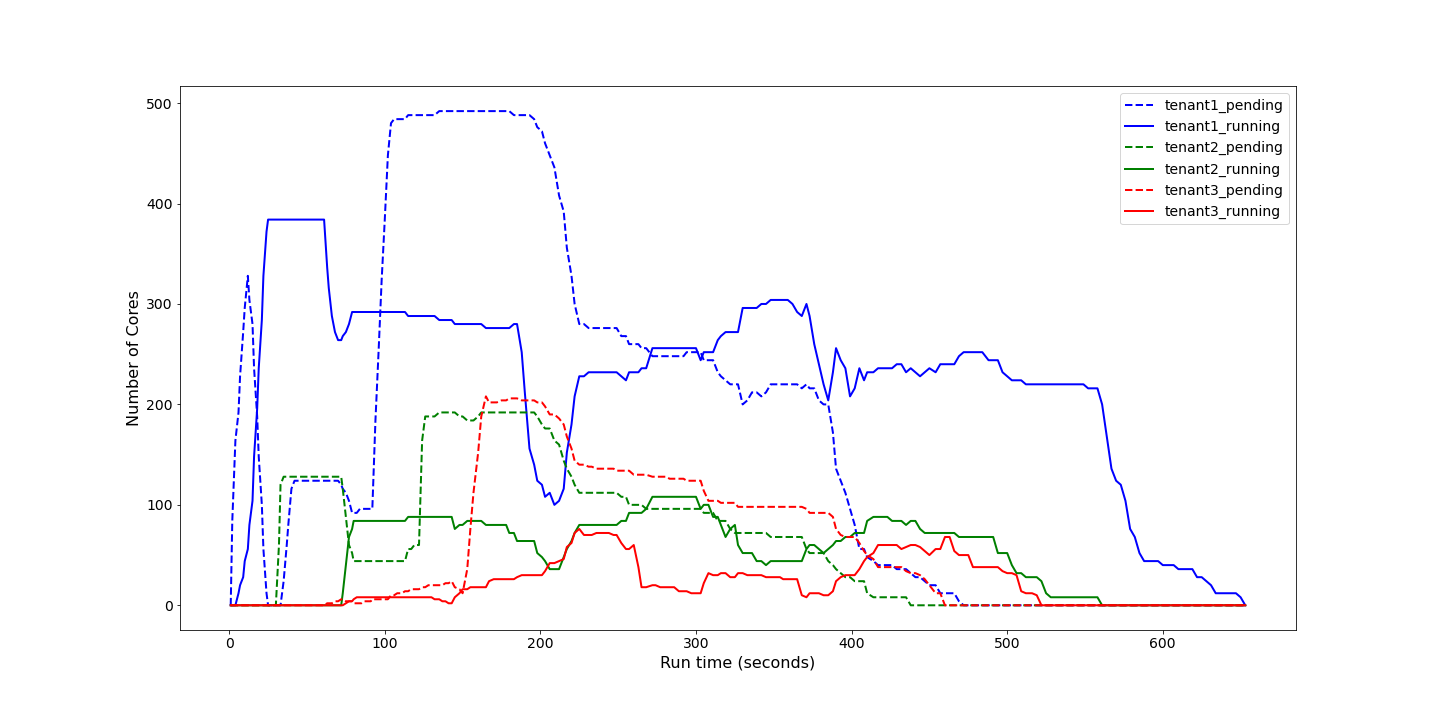 500
400
300
200
100
0
Number of Cores
0 100 200 300 400 500 600
Run time (seconds)
tenant1_pending
tenant1_running
tenant2_pending
tenant2_running
tenant3_pending
tenant3_running